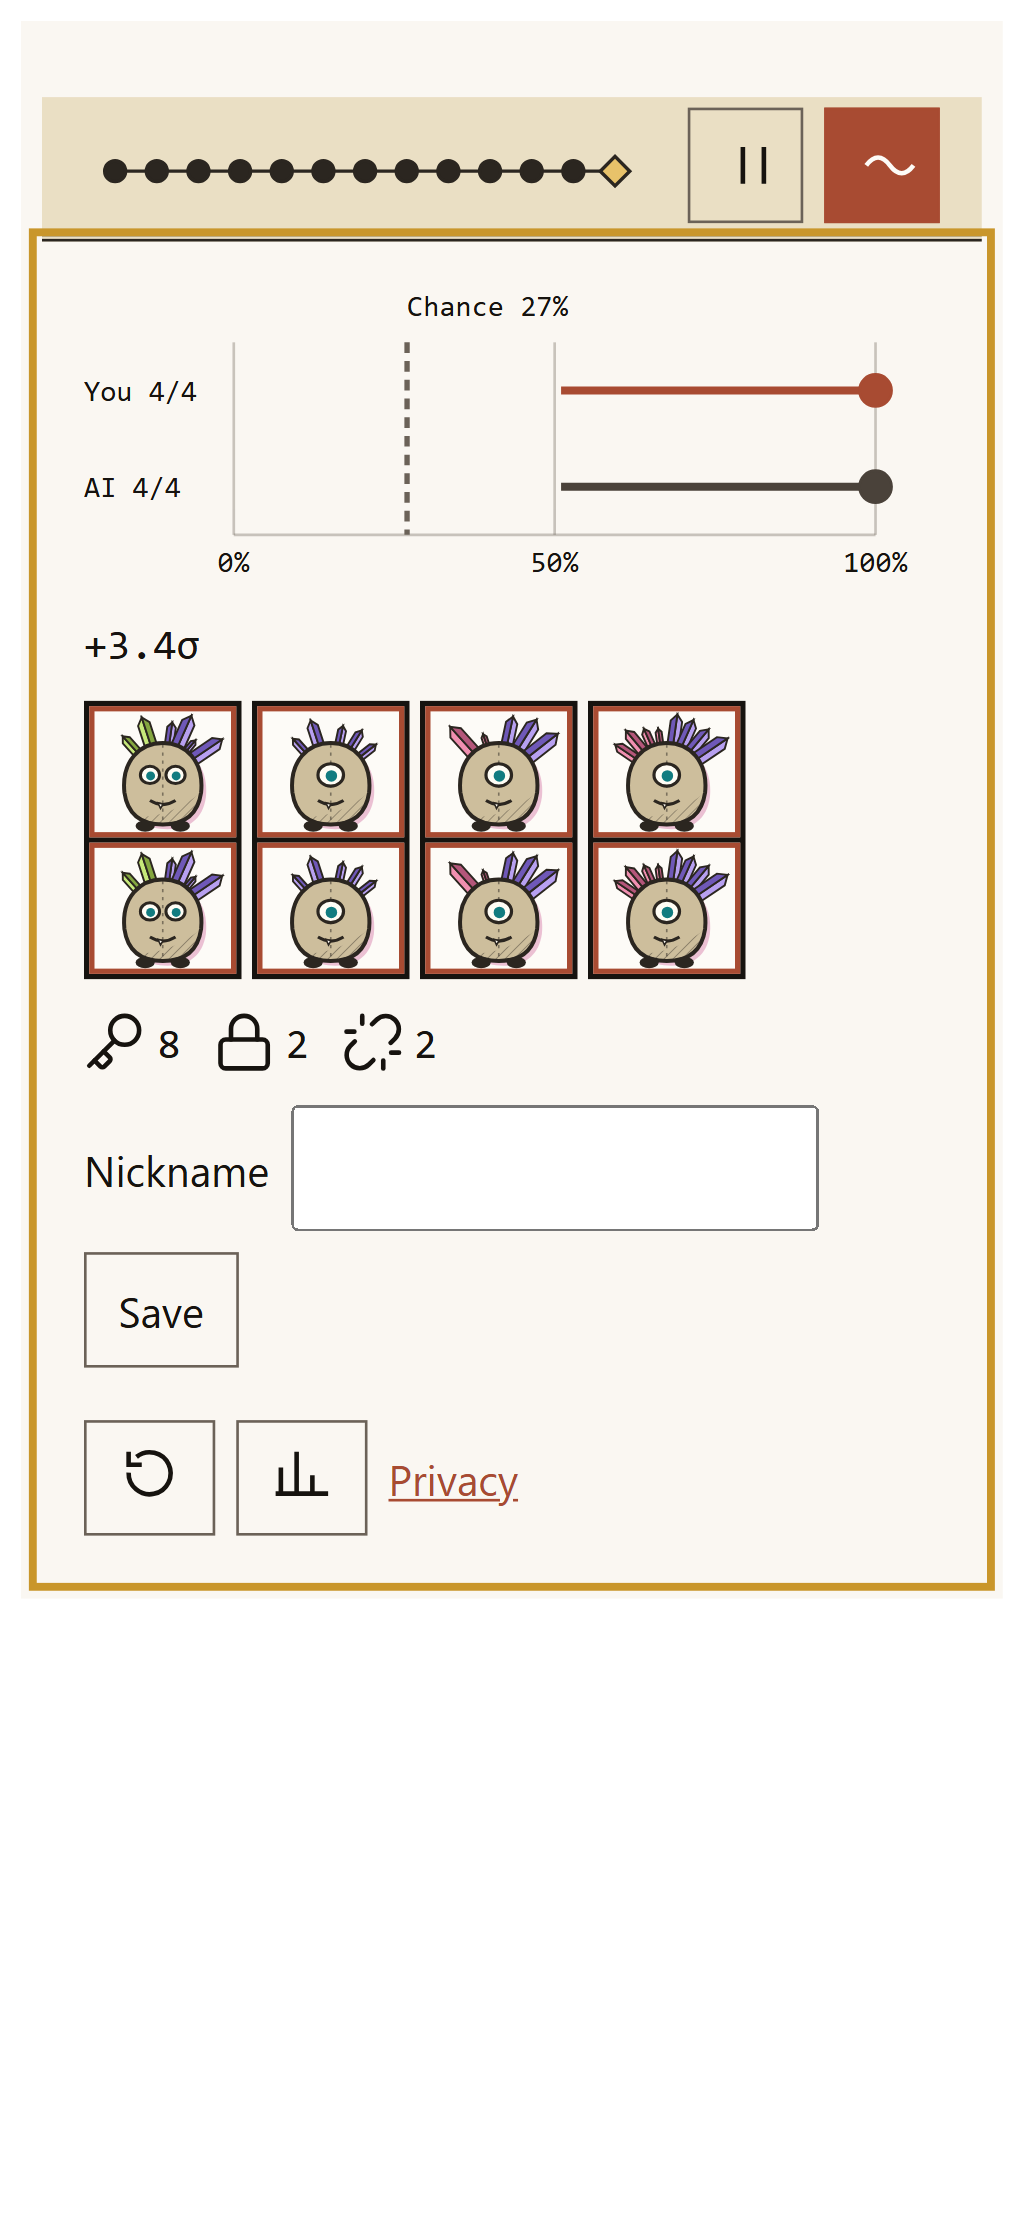 Chance 27%
You 4/4
AI 4/4
0% 50% 100%
+3.4σ
8 2 2
Nickname
Save
Privacy